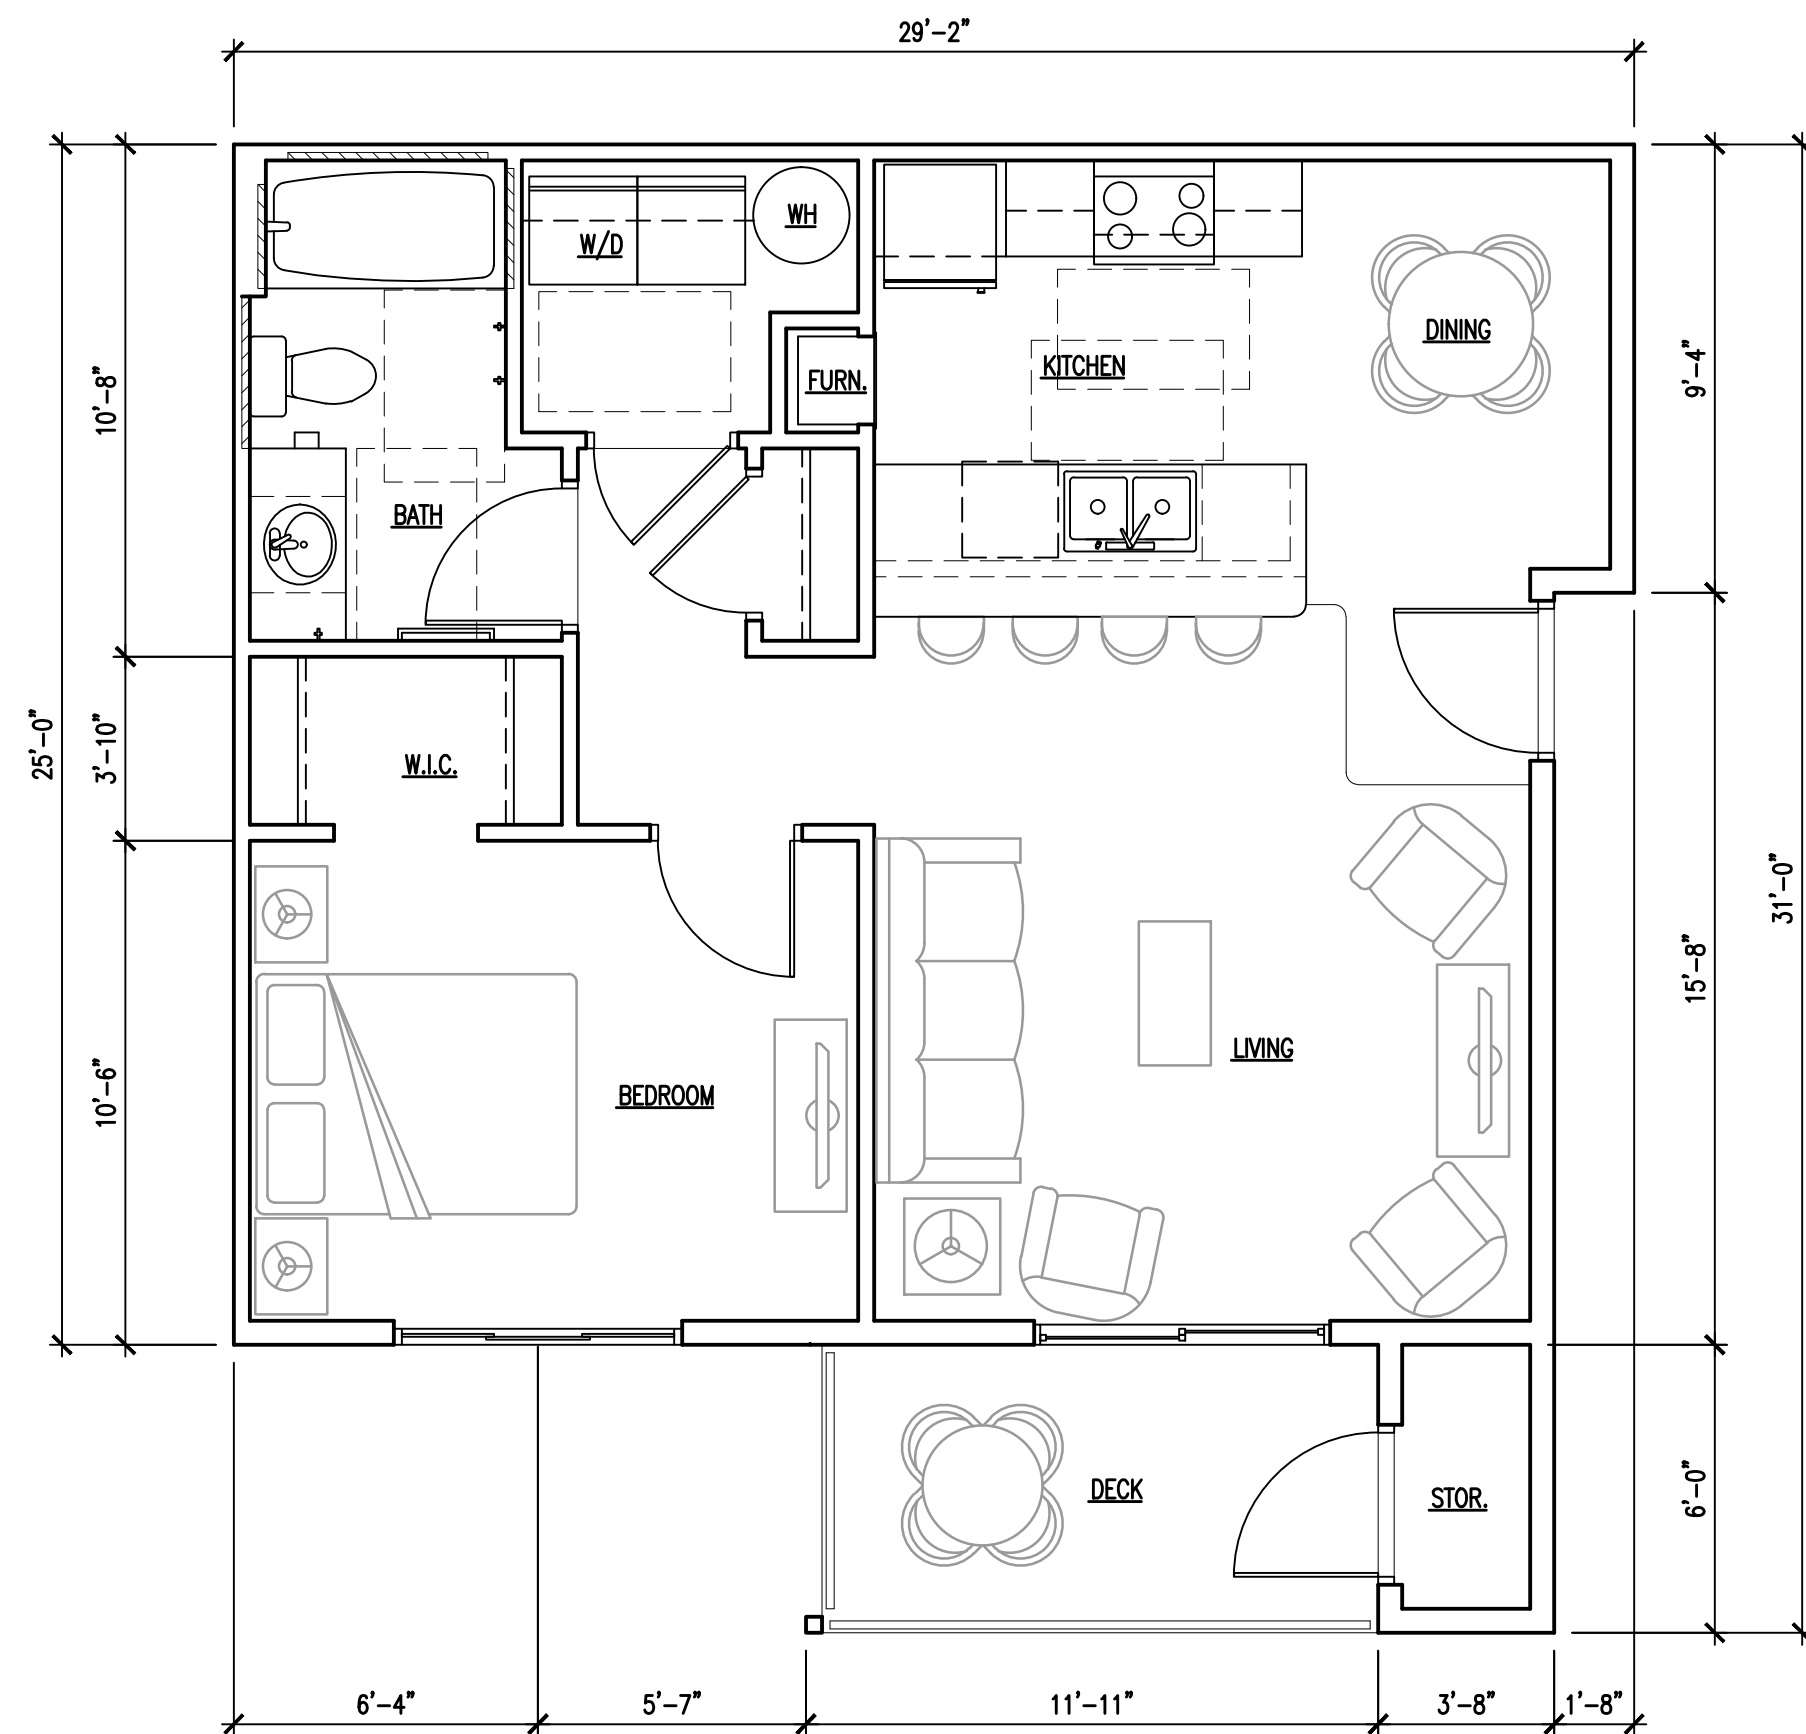 29'-2"
W/D
WH
DINING
FURN.
KITCHEN
10'-8"
9'-4"
BATH
25'-0"
3'-10"
W.I.C.
31'-0"
15'-8"
LIVING
10'-6"
BEDROOM
DECK
STOR.
6'-0"
6'-4"
5'-7"
11'-11"
3'-8"
1'-8"